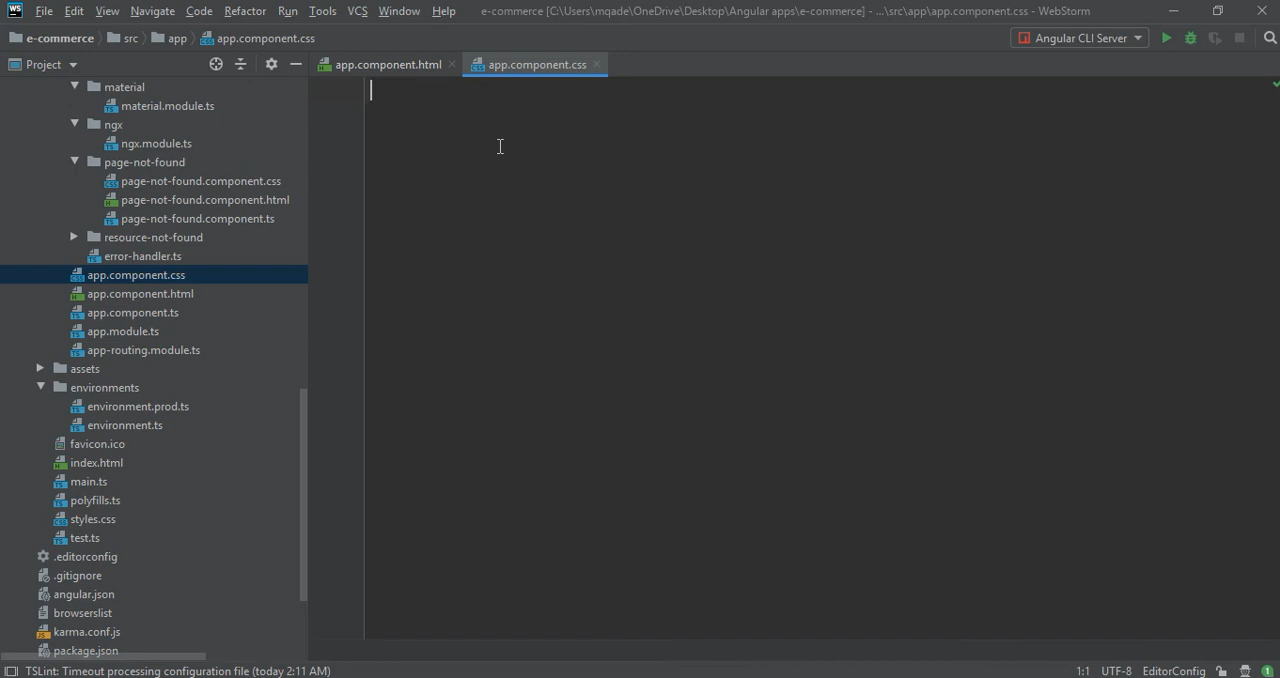 WS File Edit View Navigate Code Refactor Run Tools VCS Window Help e-commerce [C:\Users\mqade\OneDrive\Desktop\Angular apps\e-commerce] - ...\src\app\app.component.css - WebStorm
e-commerce src app app.component.css Angular CLI Server
Project app.component.html app.component.css
material
material.module.ts
ngx
ngx.module.ts
page-not-found
page-not-found.component.css
page-not-found.component.html
page-not-found.component.ts
resource-not-found
error-handler.ts
app.component.css
app.component.html
app.component.ts
app.module.ts
app-routing.module.ts
assets
environments
environment.prod.ts
environment.ts
favicon.ico
index.html
main.ts
polyfills.ts
styles.css
test.ts
.editorconfig
.gitignore
angular.json
browserslist
karma.conf.js
package.json
TSLint: Timeout processing configuration file (today 2:11 AM) 1:1 UTF-8 EditorConfig 1